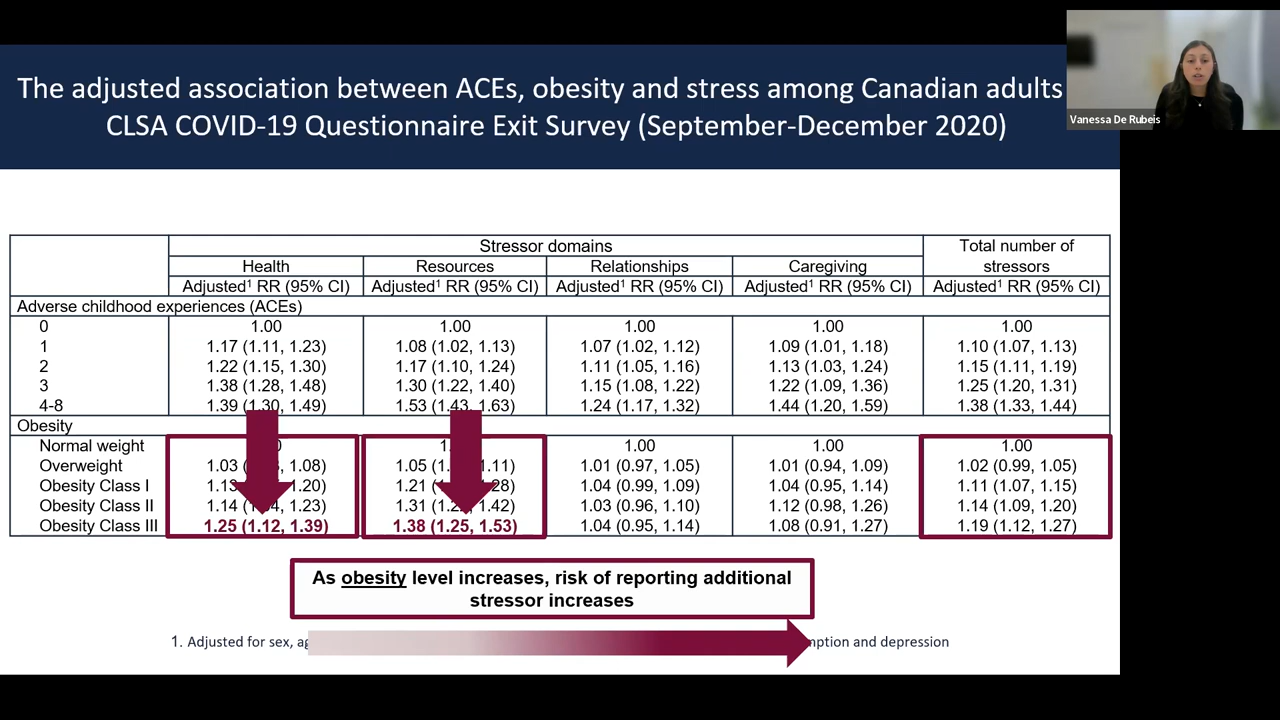 The adjusted association between ACEs, obesity and stress among Canadian adults
CLSA COVID-19 Questionnaire Exit Survey (September-December 2020)
Vanessa De Rubeis
Stressor domains Total number of stressors
Health Resources Relationships Caregiving
Adjusted¹ RR (95% CI) Adjusted¹ RR (95% CI) Adjusted¹ RR (95% CI) Adjusted¹ RR (95% CI) Adjusted¹ RR (95% CI)
Adverse childhood experiences (ACEs)
0 1.00 1.00 1.00 1.00 1.00
1 1.17 (1.11, 1.23) 1.08 (1.02, 1.13) 1.07 (1.02, 1.12) 1.09 (1.01, 1.18) 1.10 (1.07, 1.13)
2 1.22 (1.15, 1.30) 1.17 (1.10, 1.24) 1.11 (1.05, 1.16) 1.13 (1.03, 1.24) 1.15 (1.11, 1.19)
3 1.38 (1.28, 1.48) 1.30 (1.22, 1.40) 1.15 (1.08, 1.22) 1.22 (1.09, 1.36) 1.25 (1.20, 1.31)
4-8 1.39 (1.30, 1.49) 1.53 (1.43, 1.63) 1.24 (1.17, 1.32) 1.44 (1.20, 1.59) 1.38 (1.33, 1.44)
Obesity
Normal weight 1.00 1.00 1.00
Overweight 1.03 1.08) 1.05 1.11) 1.01 (0.97, 1.05) 1.01 (0.94, 1.09) 1.02 (0.99, 1.05)
Obesity Class I 1.20) 1.21 1.04 (0.99, 1.09) 1.04 (0.95, 1.14) 1.11 (1.07, 1.15)
Obesity Class II 1.14 1.23) 1.31 1.42) 1.03 (0.96, 1.10) 1.12 (0.98, 1.26) 1.14 (1.09, 1.20)
Obesity Class III 1.25 (1.12, 1.39) 1.38 (1.25, 1.53) 1.04 (0.95, 1.14) 1.08 (0.91, 1.27) 1.19 (1.12, 1.27)
As obesity level increases, risk of reporting additional
stressor increases
1. Adjusted for sex, and depression